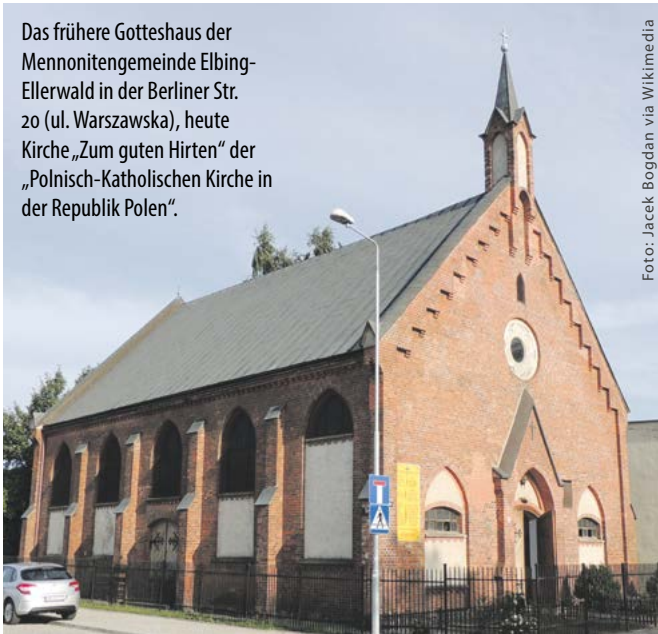 Das frühere Gotteshaus der
Mennonitengemeinde Elbing-
Ellerwald in der Berliner Str.
20 (ul. Warszawska), heute
Kirche „Zum guten Hirten“ der
„Polnisch-Katholischen Kirche in
der Republik Polen“.
Foto: Jacek Bogdan via Wikimedia